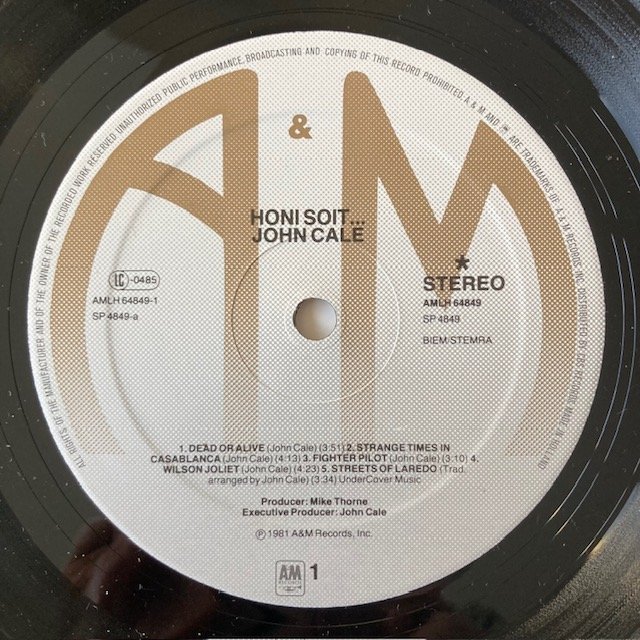 ALL RIGHTS OF THE MANUFACTURER AND OF THE OWNER OF THE RECORDED WORK RESERVED. UNAUTHORIZED PUBLIC PERFORMANCE, BROADCASTING AND COPYING OF THIS RECORD PROHIBITED. A & M AND AM ARE TRADEMARKS OF A & M RECORDS, INC. DISTRIBUTED BY CBS RECORDS. MADE IN HOLLAND
A & M
HONI SOIT...
JOHN CALE
LC-0485
AMLH 64849-1
SP 4849-a
* STEREO
AMLH 64849
SP 4849
BIEM/STEMRA
1. DEAD OR ALIVE (John Cale) (3:51) 2. STRANGE TIMES IN
CASABLANCA (John Cale) (4:13) 3. FIGHTER PILOT (John Cale) (3:10) 4.
WILSON JOLIET (John Cale) (4:23) 5. STREETS OF LAREDO (Trad.
arranged by John Cale) (3:34) UnderCover Music
Producer: Mike Thorne
Executive Producer: John Cale
Ⓟ 1981 A&M Records, Inc.
AM
RECORDS
1